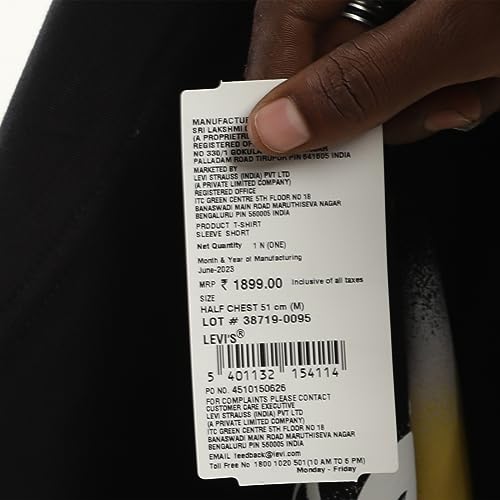 MANUFACTU
SRI LAKSHMI
(A PROPRIET
REGISTERED OF
NO 330/1 GOKULA
PALLADAM ROAD TIRUPUR PIN 641605 INDIA
MARKETED BY
LEVI STRAUSS (INDIA) PVT LTD
(A PRIVATE LIMITED COMPANY)
REGISTERED OFFICE
ITC GREEN CENTRE 5TH FLOOR NO 18
BANASWADI MAIN ROAD MARUTHISEVA NAGAR
BENGALURU PIN 560005 INDIA
PRODUCT T-SHIRT
SLEEVE SHORT
Net Quantity 1 N (ONE)
Month & Year of Manufacturing
June-2023
MRP ₹ 1899.00 Inclusive of all taxes
SIZE
HALF CHEST 51 cm (M)
LOT # 38719-0095
LEVI'S®
5 401132 154114
PO NO. 4510150626
FOR COMPLAINTS PLEASE CONTACT
CUSTOMER CARE EXECUTIVE
LEVI STRAUSS (INDIA) PVT LTD
(A PRIVATE LIMITED COMPANY)
ITC GREEN CENTRE 5TH FLOOR NO 18
BANASWADI MAIN ROAD MARUTHISEVA NAGAR
BENGALURU PIN 560005 INDIA
EMAIL feedback@levi.com
Toll Free No 1800 1020 501(10 AM TO 6 PM)
Monday - Friday